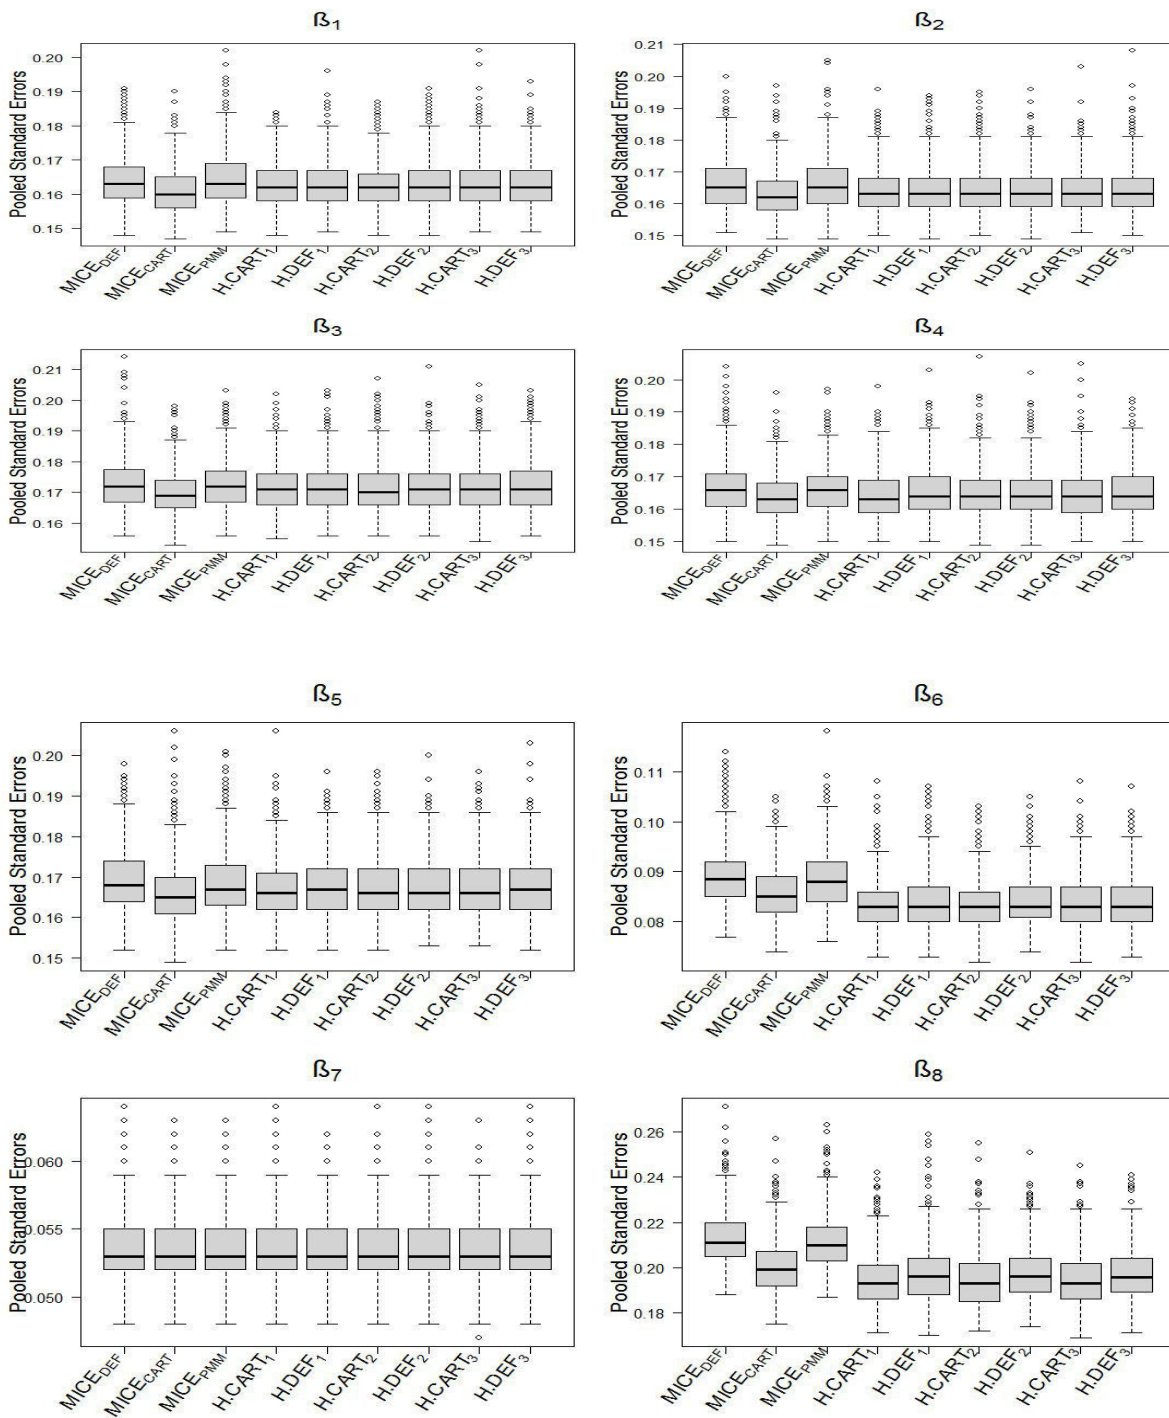 ß1
Pooled Standard Errors
0.20
0.19
0.18
0.17
0.16
0.15
MICEDEF MICECART MICEPMM H.CART1 H.DEF1 H.CART2 H.DEF2 H.CART3 H.DEF3
ß2
Pooled Standard Errors
0.21
0.20
0.19
0.18
0.17
0.16
0.15
MICEDEF MICECART MICEPMM H.CART1 H.DEF1 H.CART2 H.DEF2 H.CART3 H.DEF3
ß3
Pooled Standard Errors
0.21
0.20
0.19
0.18
0.17
0.16
MICEDEF MICECART MICEPMM H.CART1 H.DEF1 H.CART2 H.DEF2 H.CART3 H.DEF3
ß4
Pooled Standard Errors
0.20
0.19
0.18
0.17
0.16
0.15
MICEDEF MICECART MICEPMM H.CART1 H.DEF1 H.CART2 H.DEF2 H.CART3 H.DEF3
ß5
Pooled Standard Errors
0.20
0.19
0.18
0.17
0.16
0.15
MICEDEF MICECART MICEPMM H.CART1 H.DEF1 H.CART2 H.DEF2 H.CART3 H.DEF3
ß6
Pooled Standard Errors
0.11
0.10
0.09
0.08
MICEDEF MICECART MICEPMM H.CART1 H.DEF1 H.CART2 H.DEF2 H.CART3 H.DEF3
ß7
Pooled Standard Errors
0.060
0.055
0.050
MICEDEF MICECART MICEPMM H.CART1 H.DEF1 H.CART2 H.DEF2 H.CART3 H.DEF3
ß8
Pooled Standard Errors
0.26
0.24
0.22
0.20
0.18
MICEDEF MICECART MICEPMM H.CART1 H.DEF1 H.CART2 H.DEF2 H.CART3 H.DEF3